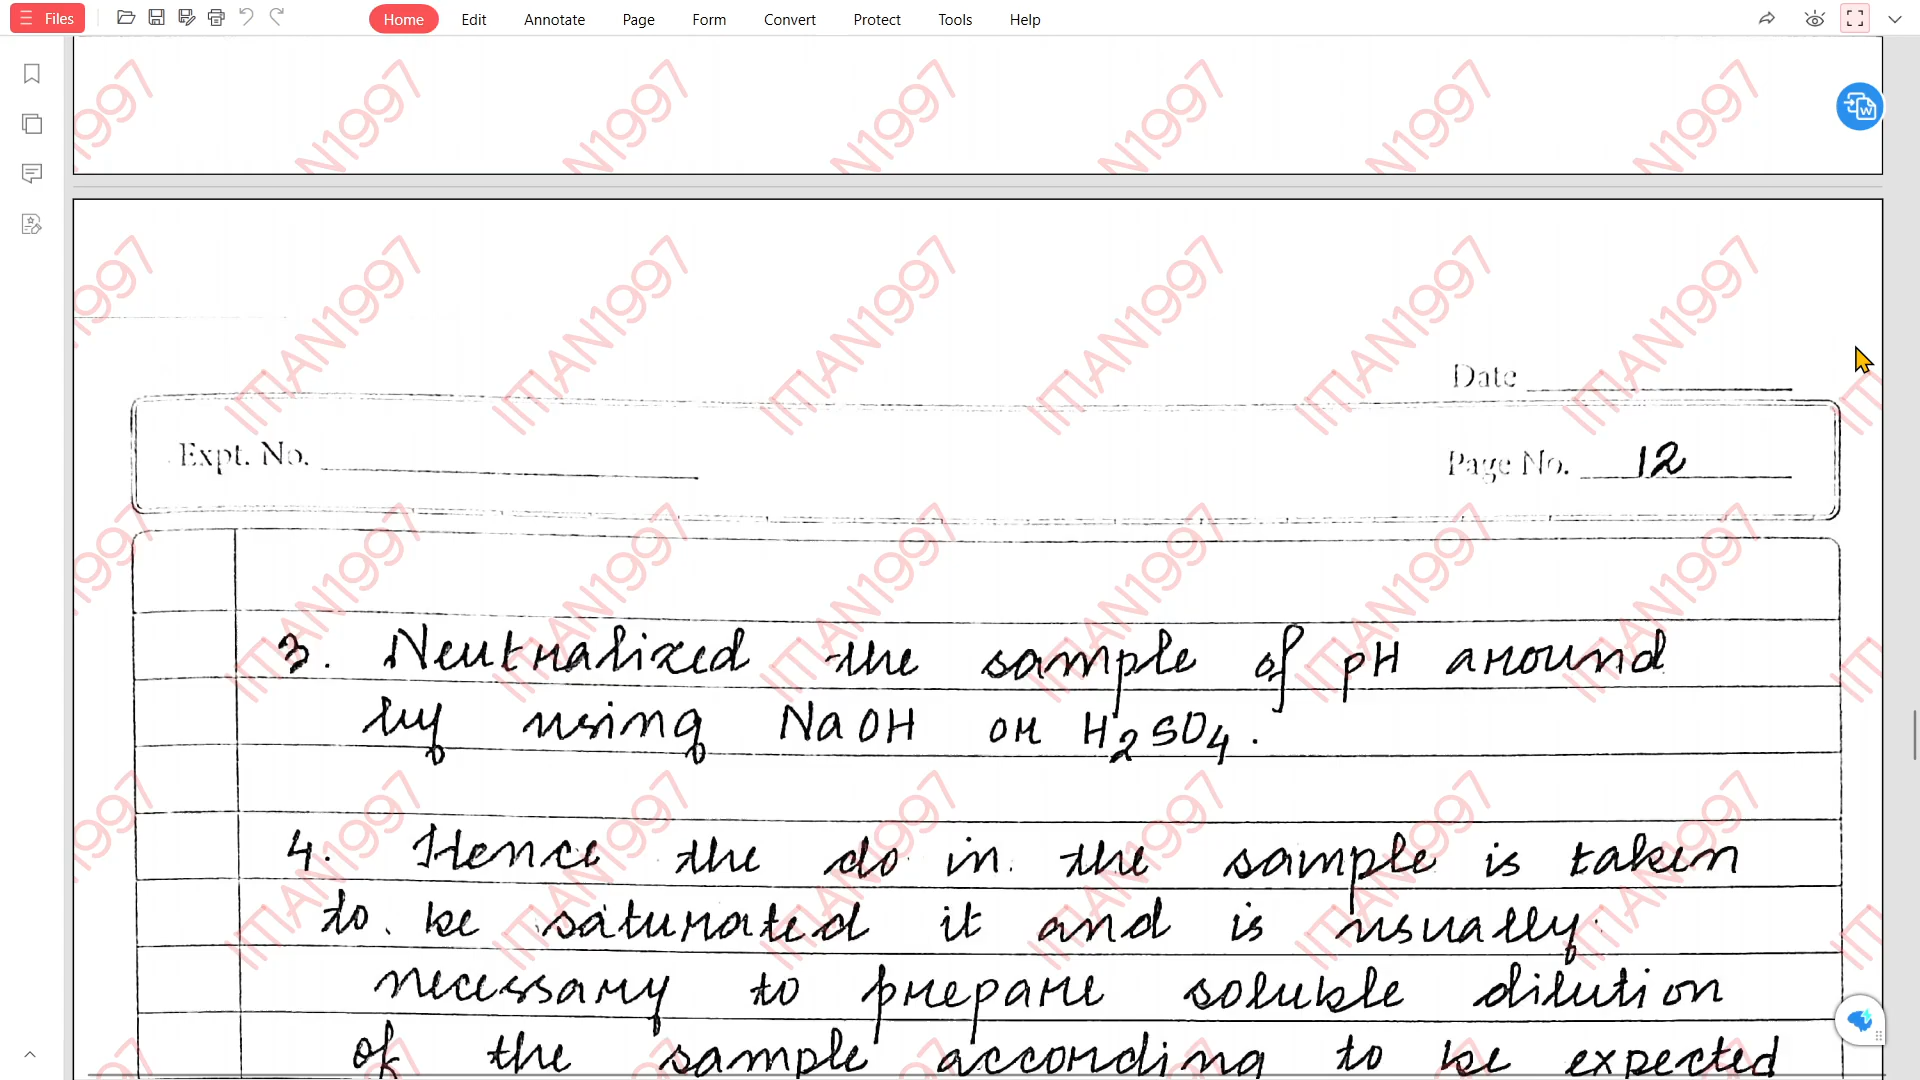 Files Home Edit Annotate Page Form Convert Protect Tools Help
IITIAN1997
Date
Expt. No.
Page No. 12
3. Neutralized the sample of pH around
by using NaOH or H2SO4.
4. Hence the do in the sample is taken
to be saturated it and is usually
necessary to prepare soluble dilution
of the sample according to be expected